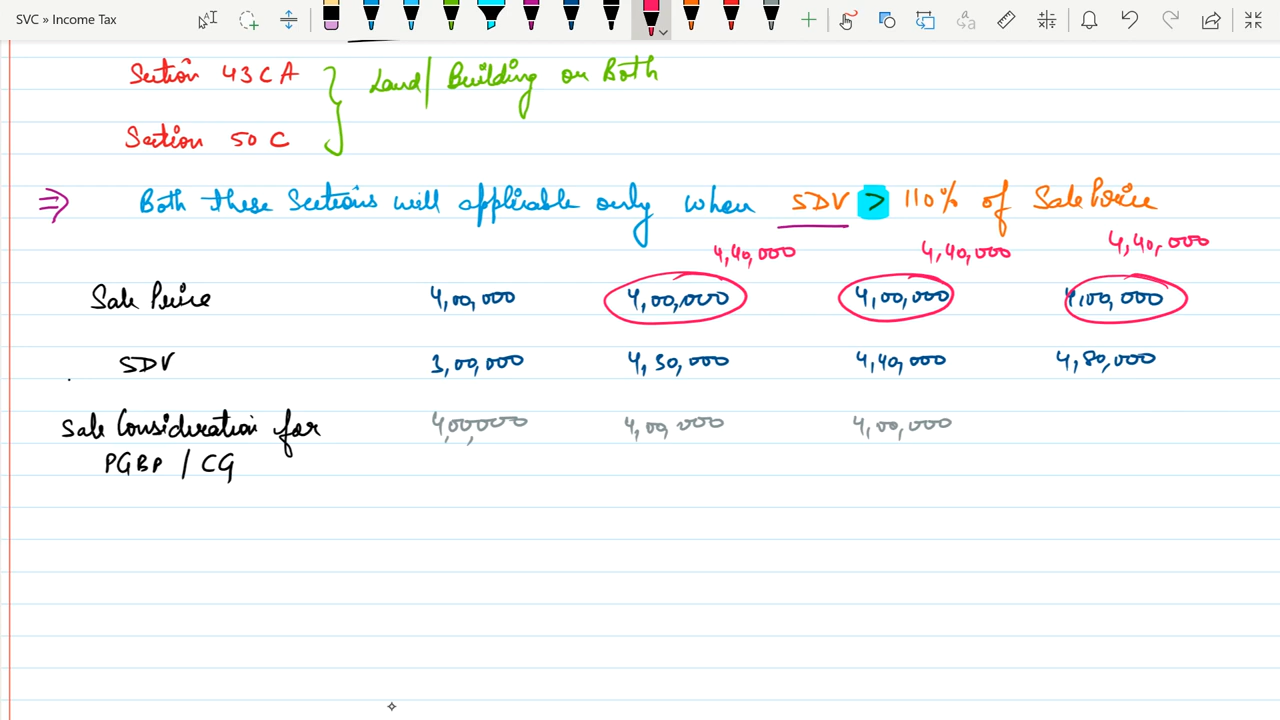 SVC » Income Tax
Section 43CA } Land/Building or Both
Section 50C
⇒ Both these Sections will applicable only when SDV > 110% of Sale Price
4,40,000 4,40,000 4,40,000
Sale Price 4,00,000 4,00,000 4,00,000 4,00,000
SDV 3,00,000 4,30,000 4,40,000 4,80,000
Sale Consideration for 4,00,000 4,00,000 4,00,000
PGBP / CG